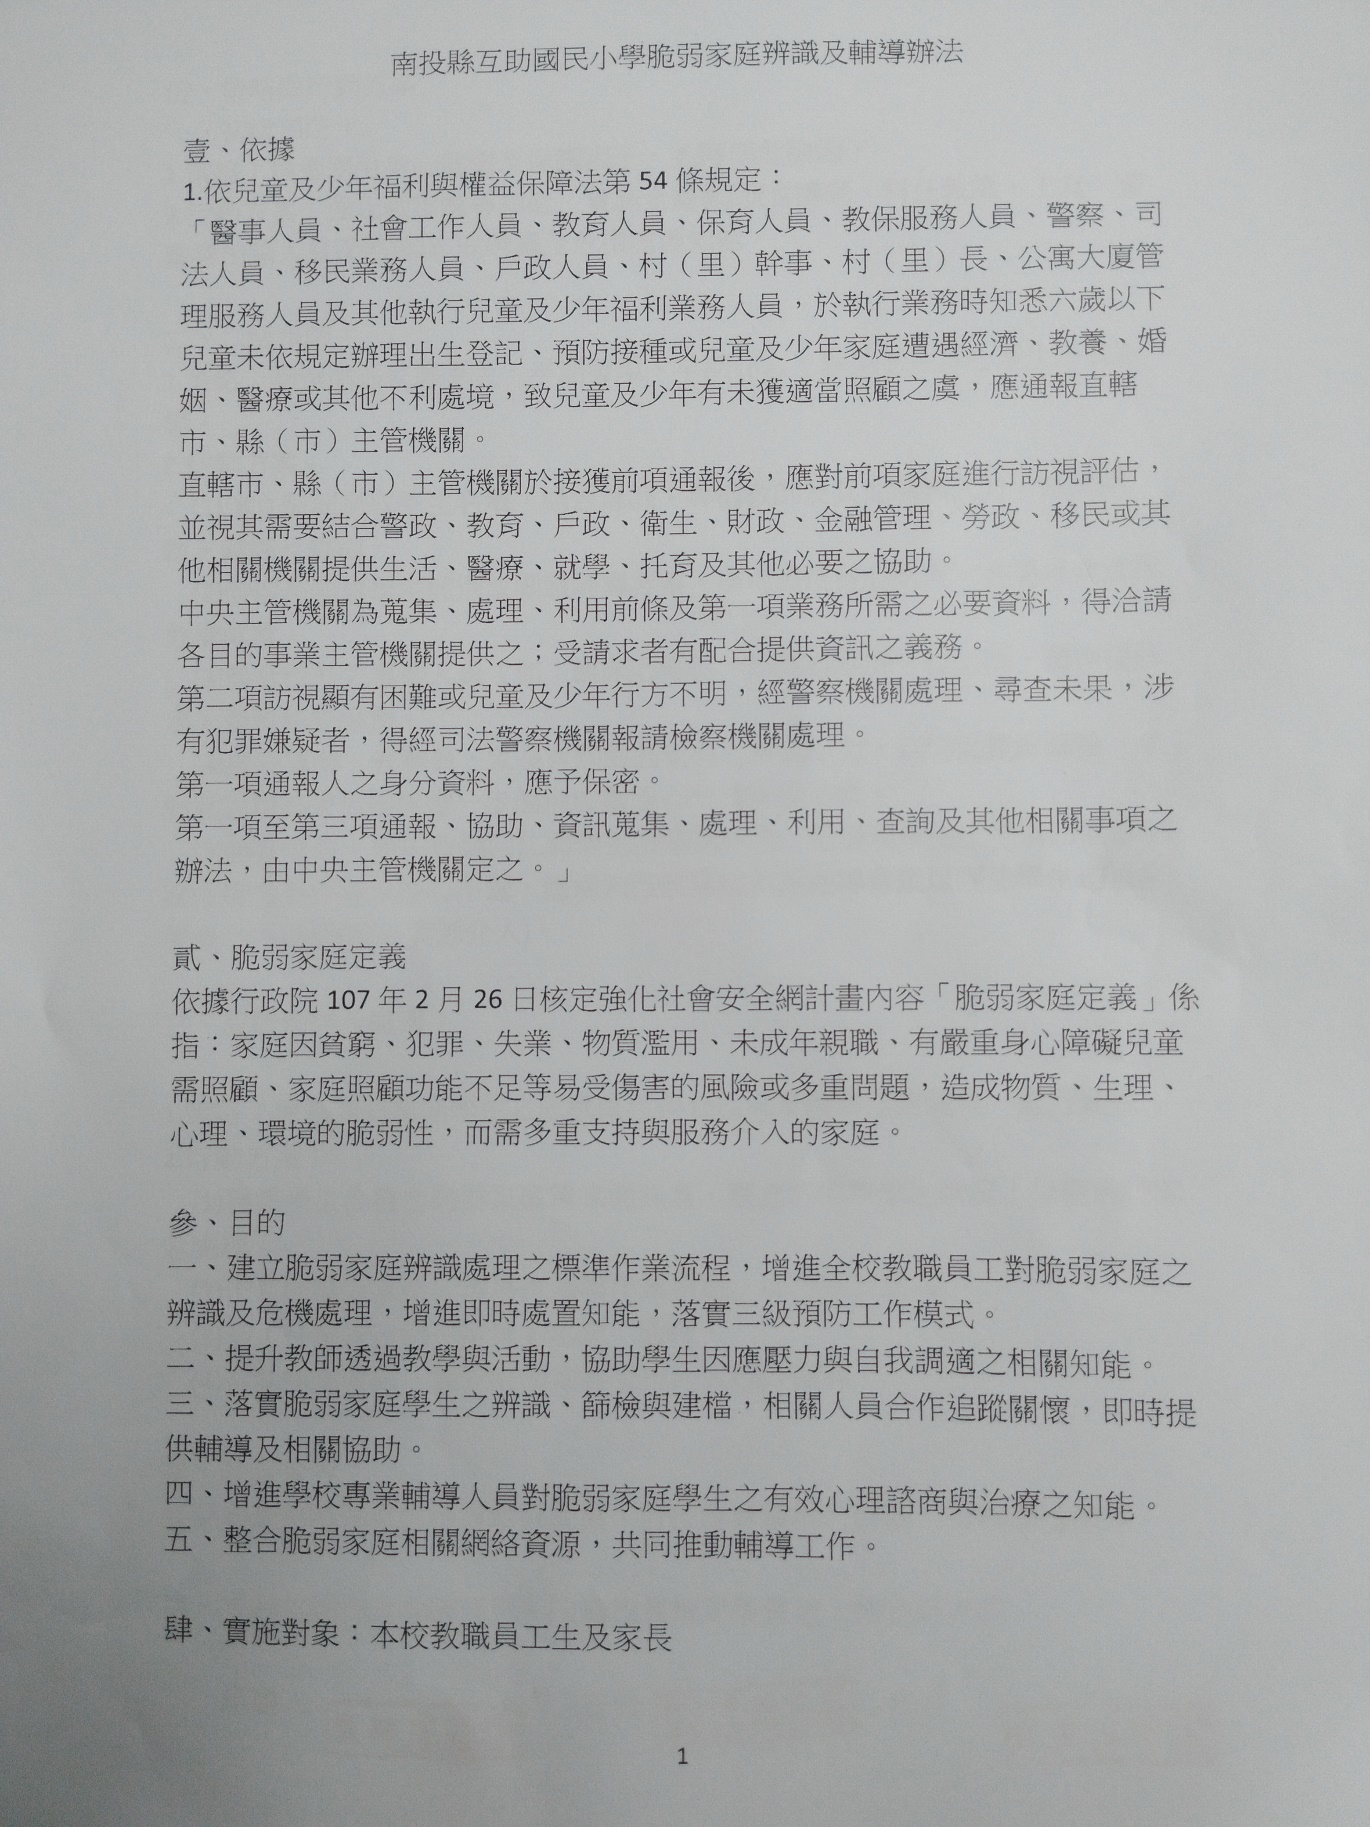 南投縣互助國民小學脆弱家庭辨識及輔導辦法
壹、依據
1.依兒童及少年福利與權益保障法第 54 條規定：
「醫事人員、社會工作人員、教育人員、保育人員、教保服務人員、警察、司
法人員、移民業務人員、戶政人員、村（里）幹事、村（里）長、公寓大廈管
理服務人員及其他執行兒童及少年福利業務人員，於執行業務時知悉六歲以下
兒童未依規定辦理出生登記、預防接種或兒童及少年家庭遭遇經濟、教養、婚
姻、醫療或其他不利處境，致兒童及少年有未獲適當照顧之虞，應通報直轄
市、縣（市）主管機關。
直轄市、縣（市）主管機關於接獲前項通報後，應對前項家庭進行訪視評估，
並視其需要結合警政、教育、戶政、衛生、財政、金融管理、勞政、移民或其
他相關機關提供生活、醫療、就學、托育及其他必要之協助。
中央主管機關為蒐集、處理、利用前條及第一項業務所需之必要資料，得洽請
各目的事業主管機關提供之；受請求者有配合提供資訊之義務。
第二項訪視顯有困難或兒童及少年行方不明，經警察機關處理、尋查未果，涉
有犯罪嫌疑者，得經司法警察機關報請檢察機關處理。
第一項通報人之身分資料，應予保密。
第一項至第三項通報、協助、資訊蒐集、處理、利用、查詢及其他相關事項之
辦法，由中央主管機關定之。」
貳、脆弱家庭定義
依據行政院 107 年 2 月 26 日核定強化社會安全網計畫內容「脆弱家庭定義」係
指：家庭因貧窮、犯罪、失業、物質濫用、未成年親職、有嚴重身心障礙兒童
需照顧、家庭照顧功能不足等易受傷害的風險或多重問題，造成物質、生理、
心理、環境的脆弱性，而需多重支持與服務介入的家庭。
參、目的
一、建立脆弱家庭辨識處理之標準作業流程，增進全校教職員工對脆弱家庭之
辨識及危機處理，增進即時處置知能，落實三級預防工作模式。
二、提升教師透過教學與活動，協助學生因應壓力與自我調適之相關知能。
三、落實脆弱家庭學生之辨識、篩檢與建檔，相關人員合作追蹤關懷，即時提
供輔導及相關協助。
四、增進學校專業輔導人員對脆弱家庭學生之有效心理諮商與治療之知能。
五、整合脆弱家庭相關網絡資源，共同推動輔導工作。
肆、實施對象：本校教職員工生及家長
1